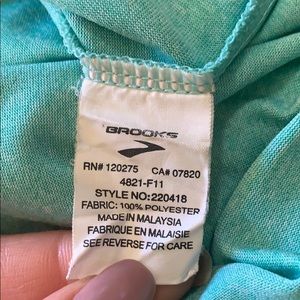 BROOKS
RN# 120275 CA# 07820
4821-F11
STYLE NO:220418
FABRIC: 100% POLYESTER
MADE IN MALAYSIA
FABRIQUE EN MALAISIE
SEE REVERSE FOR CARE